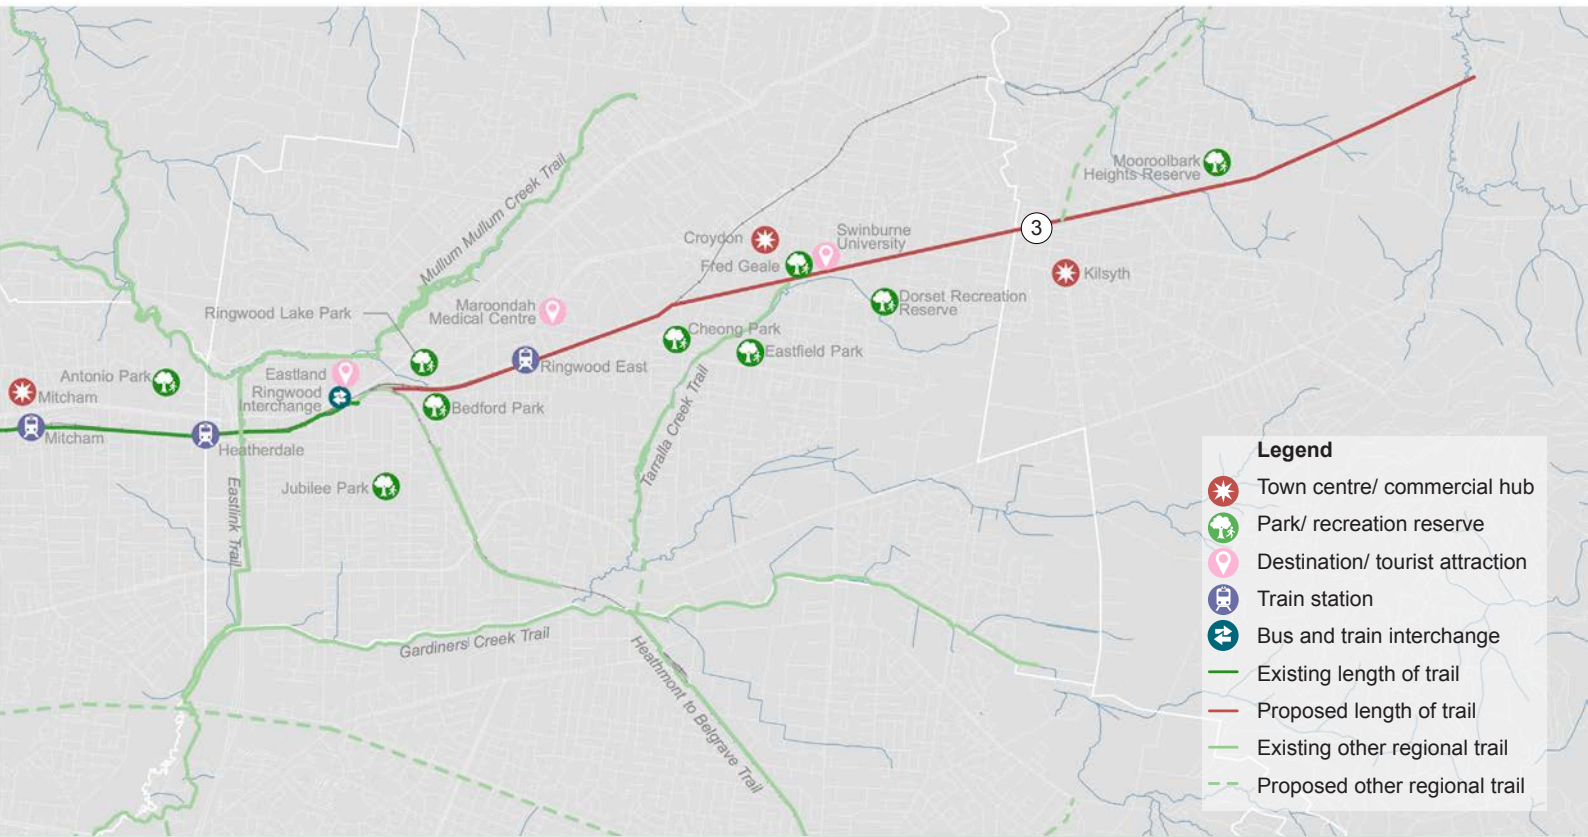 Mooroolbark
Heights Reserve
Mullum Mullum Creek Trail
3
Swinburne
University
Croydon
Fred Geale
Kilsyth
Dorset Recreation
Reserve
Maroondah
Medical Centre
Ringwood Lake Park
Cheong Park
Eastfield Park
Ringwood East
Eastland
Ringwood
Interchange
Antonio Park
Mitcham
Mitcham
Heatherdale
Bedford Park
Tarralla Creek Trail
Jubilee Park
Eastlink Trail
Gardiners Creek Trail
Heathmont to Belgrave Trail
Legend
Town centre/ commercial hub
Park/ recreation reserve
Destination/ tourist attraction
Train station
Bus and train interchange
Existing length of trail
Proposed length of trail
Existing other regional trail
Proposed other regional trail